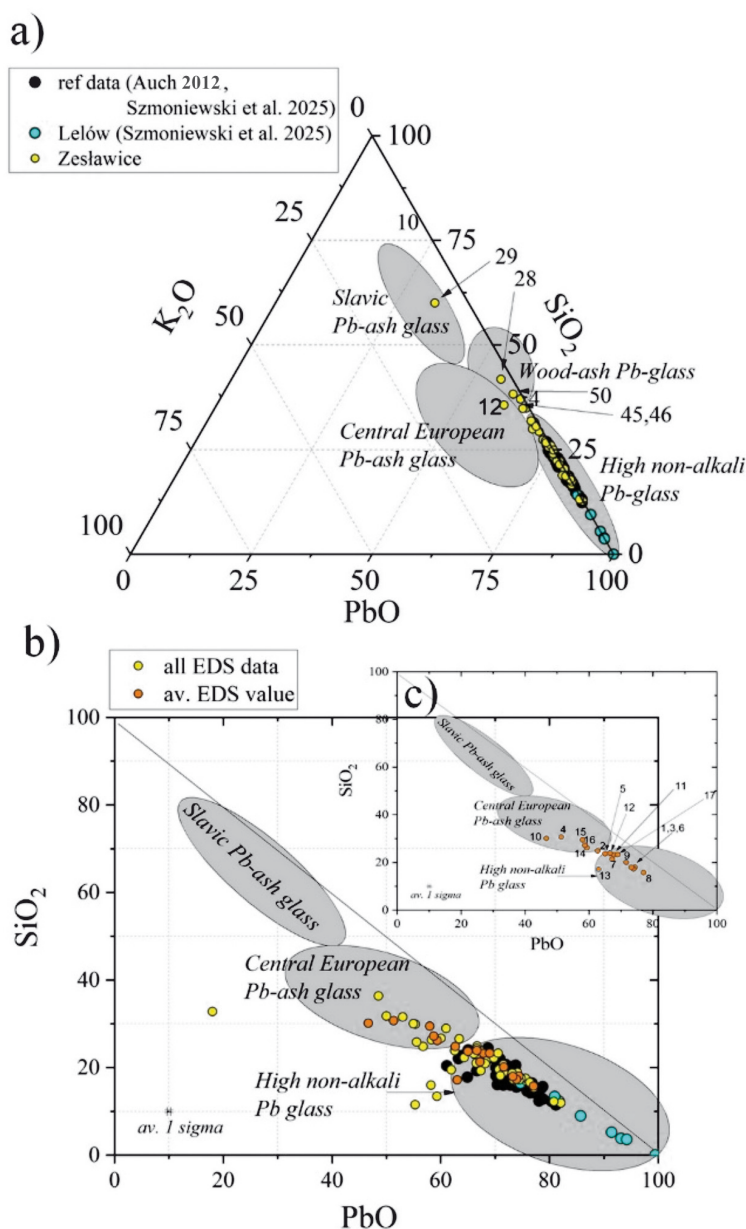 a)
ref data (Auch 2012,
Szmoniewski et al. 2025)
Lelów (Szmoniewski et al. 2025)
Zesławice
0
100
25
10
75
29
28
K₂O
SiO₂
Slavic
Pb-ash glass
50
50
Wood-ash Pb-glass
50
4
12
45,46
75
Central European
Pb-ash glass
25
High non-alkali
Pb-glass
100
0
0
25
50
75
100
PbO
b)
all EDS data
av. EDS value
100
80
60
40
20
0
SiO₂
Slavic Pb-ash glass
Central European
Pb-ash glass
High non-alkali
Pb glass
av. 1 sigma
0
20
40
60
80
100
PbO
c)
100
80
60
40
20
0
SiO₂
Slavic Pb-ash glass
Central European
Pb-ash glass
5
11
12
17
10
4
15
16
14
2
1,3,6
7
9
13
8
High non-alkali
Pb glass
av. 1 sigma
0
20
40
60
80
100
PbO